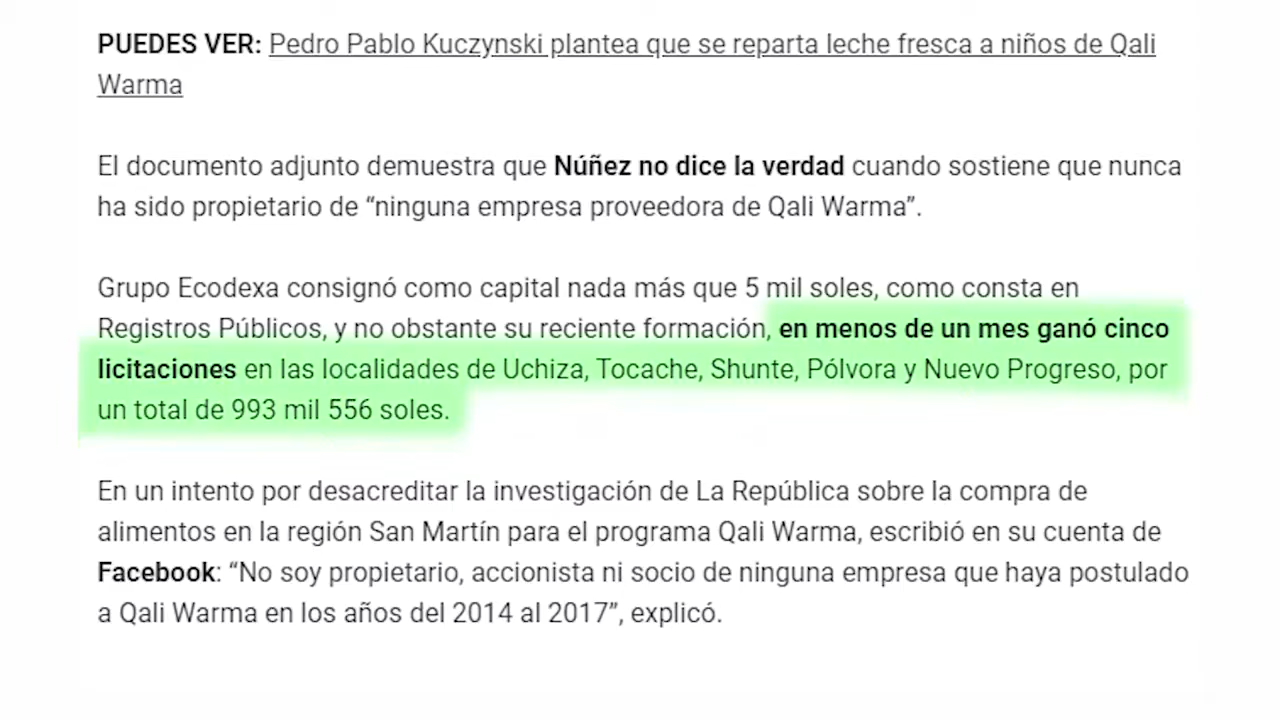 PUEDES VER: Pedro Pablo Kuczynski plantea que se reparta leche fresca a niños de Qali
Warma
El documento adjunto demuestra que Núñez no dice la verdad cuando sostiene que nunca
ha sido propietario de “ninguna empresa proveedora de Qali Warma”.
Grupo Ecodexa consignó como capital nada más que 5 mil soles, como consta en
Registros Públicos, y no obstante su reciente formación, en menos de un mes ganó cinco
licitaciones en las localidades de Uchiza, Tocache, Shunte, Pólvora y Nuevo Progreso, por
un total de 993 mil 556 soles.
En un intento por desacreditar la investigación de La República sobre la compra de
alimentos en la región San Martín para el programa Qali Warma, escribió en su cuenta de
Facebook: “No soy propietario, accionista ni socio de ninguna empresa que haya postulado
a Qali Warma en los años del 2014 al 2017”, explicó.